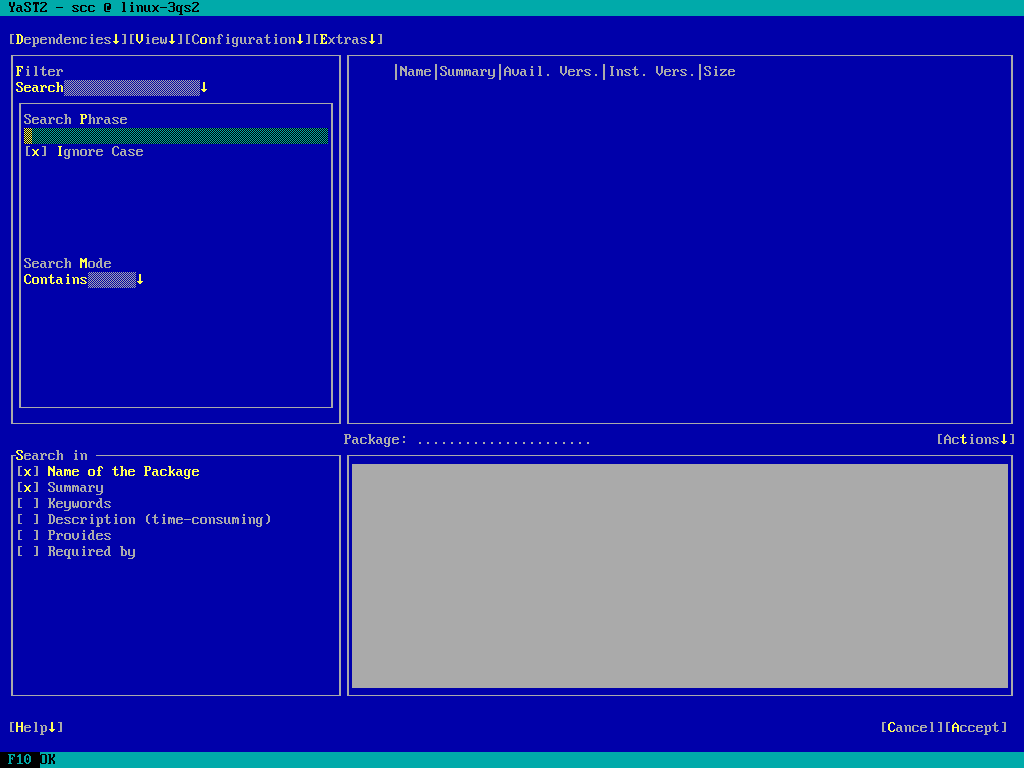 YaST2 - scc @ linux-3qs2
[Dependencies↓][View↓][Configuration↓][Extras↓]
Filter
Search↓
Search Phrase
[x] Ignore Case
Search Mode
Contains↓
|Name|Summary|Avail. Vers.|Inst. Vers.|Size
Package: ......................
[Actions↓]
Search in
[x] Name of the Package
[x] Summary
[ ] Keywords
[ ] Description (time-consuming)
[ ] Provides
[ ] Required by
[Help↓]
[Cancel][Accept]
F10 OK